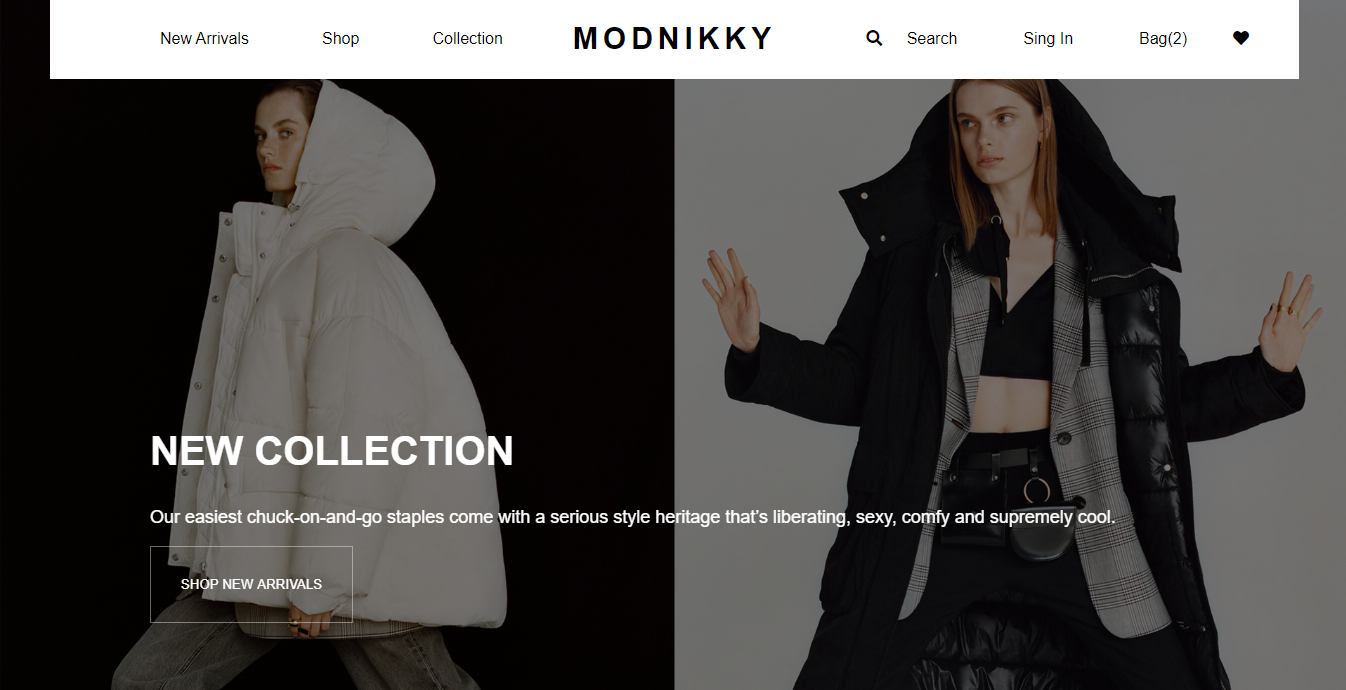 New Arrivals Shop Collection MODNIKKY Search Sing In Bag(2)
NEW COLLECTION
Our easiest chuck-on-and-go staples come with a serious style heritage that’s liberating, sexy, comfy and supremely cool.
SHOP NEW ARRIVALS